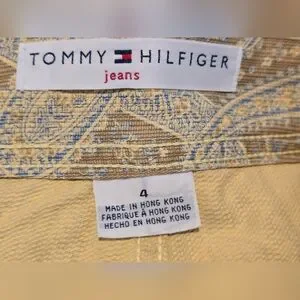 TOMMY HILFIGER
jeans
4
MADE IN HONG KONG
FABRIQUÉ À HONG KONG
HECHO EN HONG KONG